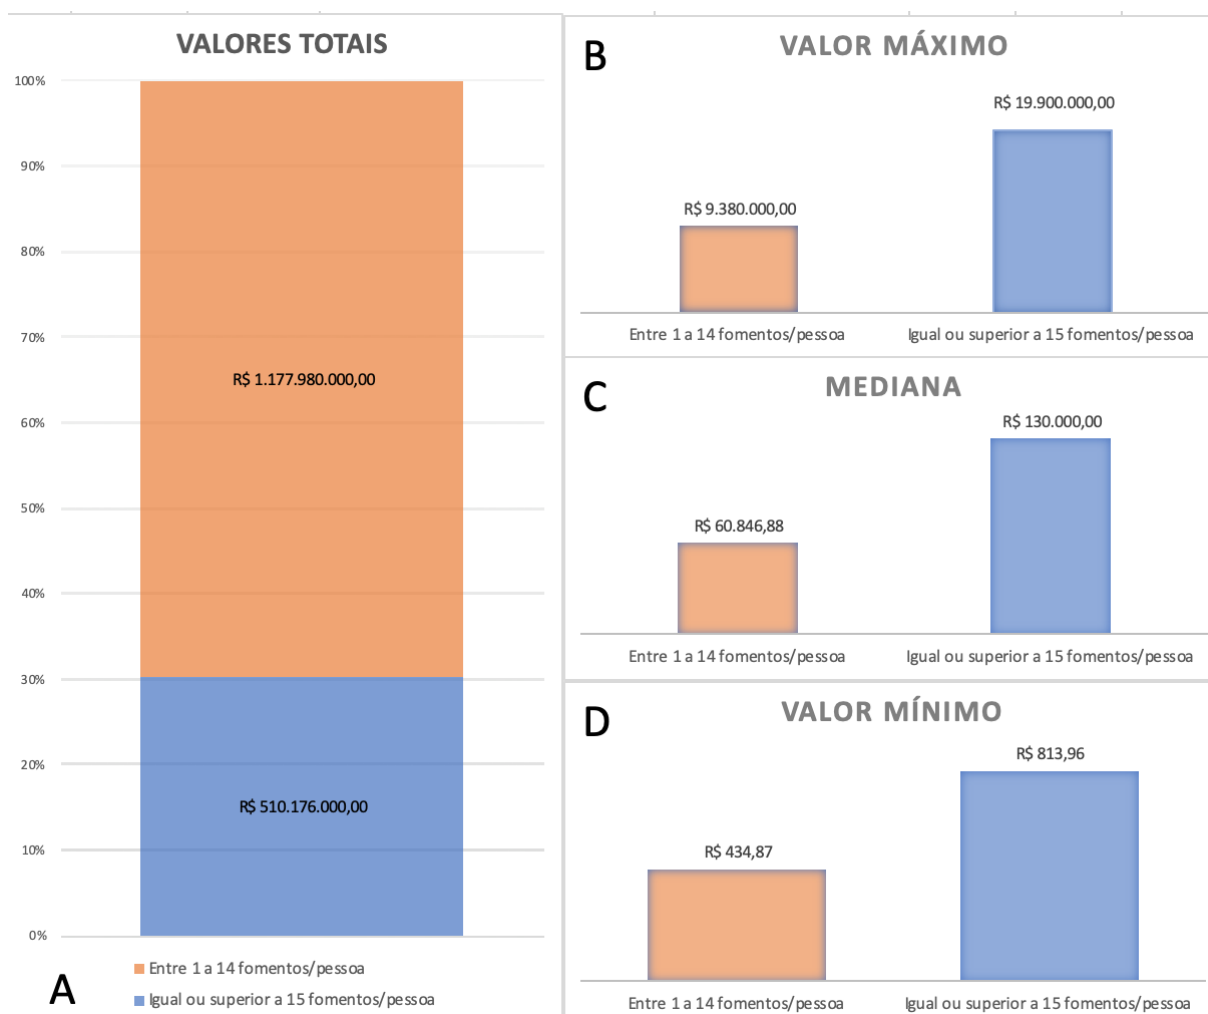 VALORES TOTAIS
100%
90%
80%
70%
60%
50%
40%
30%
20%
10%
0%
R$ 1.177.980.000,00
R$ 510.176.000,00
Entre 1 a 14 fomentos/pessoa
Igual ou superior a 15 fomentos/pessoa
A
B
VALOR MÁXIMO
R$ 19.900.000,00
R$ 9.380.000,00
Entre 1 a 14 fomentos/pessoa
Igual ou superior a 15 fomentos/pessoa
C
MEDIANA
R$ 130.000,00
R$ 60.846,88
Entre 1 a 14 fomentos/pessoa
Igual ou superior a 15 fomentos/pessoa
D
VALOR MÍNIMO
R$ 813,96
R$ 434,87
Entre 1 a 14 fomentos/pessoa
Igual ou superior a 15 fomentos/pessoa